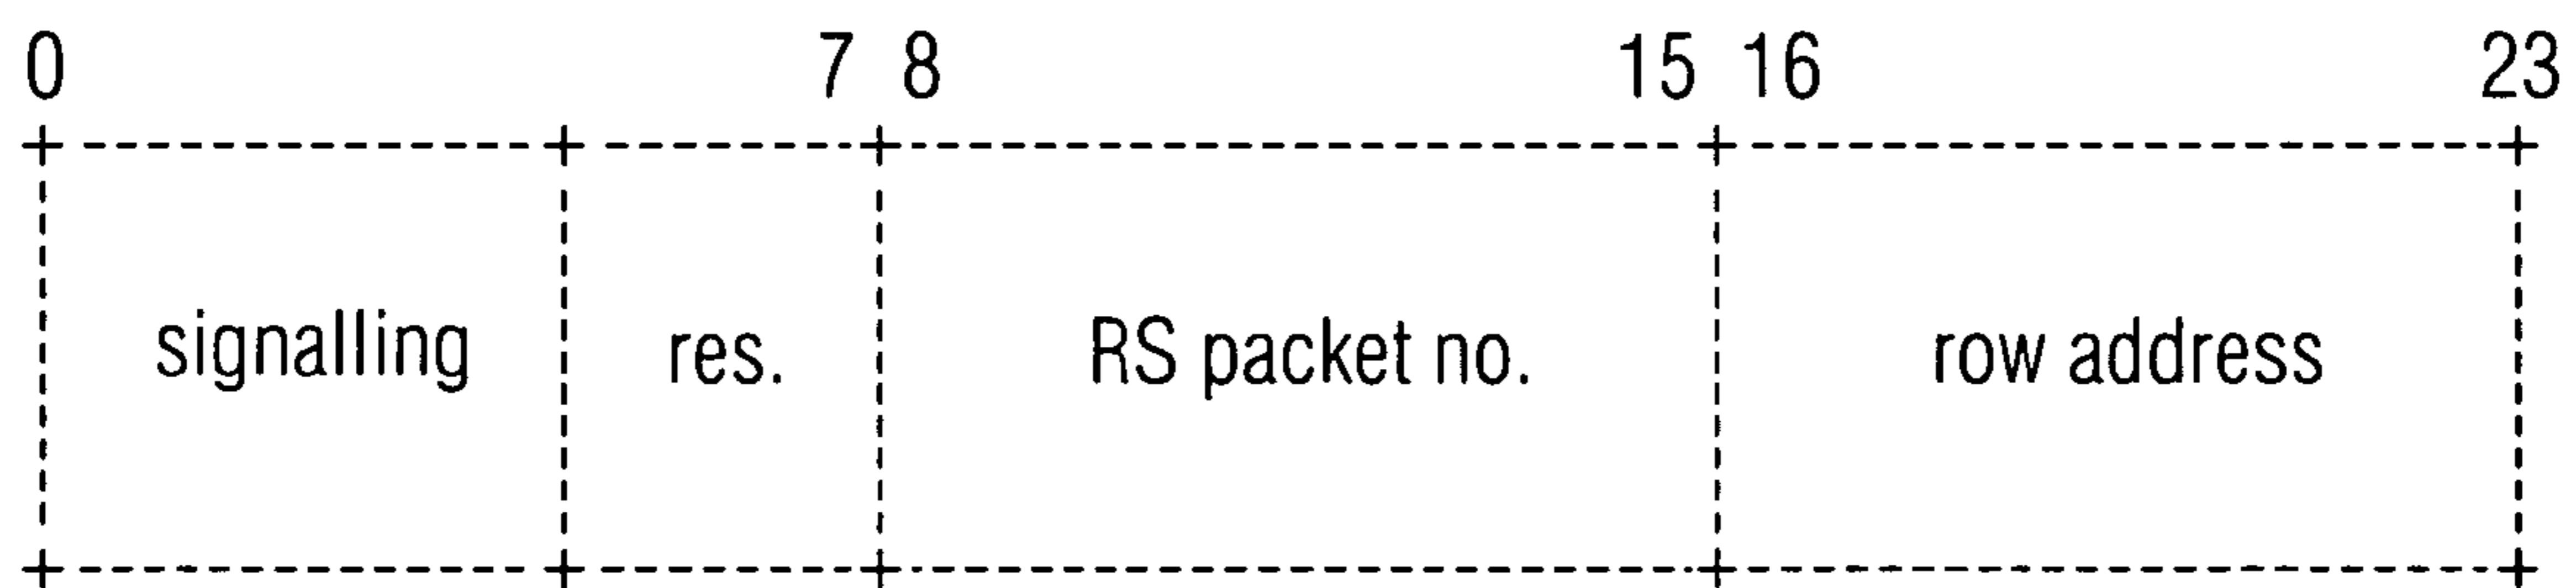 0 7 8 15 16 23
signalling res. RS packet no. row address